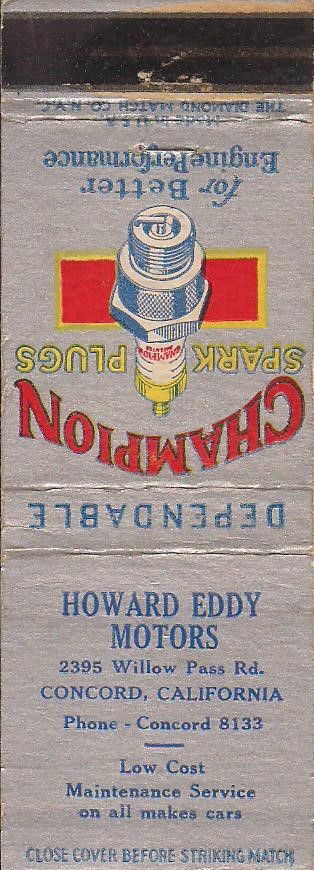 THE DIAMOND MATCH CO. N.Y.C.
Made in U.S.A.
for Better
Engine Performance
CHAMPION
SPARK PLUGS
CHAMPION
DEPENDABLE
HOWARD EDDY
MOTORS
2395 Willow Pass Rd.
CONCORD, CALIFORNIA
Phone - Concord 8133
Low Cost
Maintenance Service
on all makes cars
CLOSE COVER BEFORE STRIKING MATCH